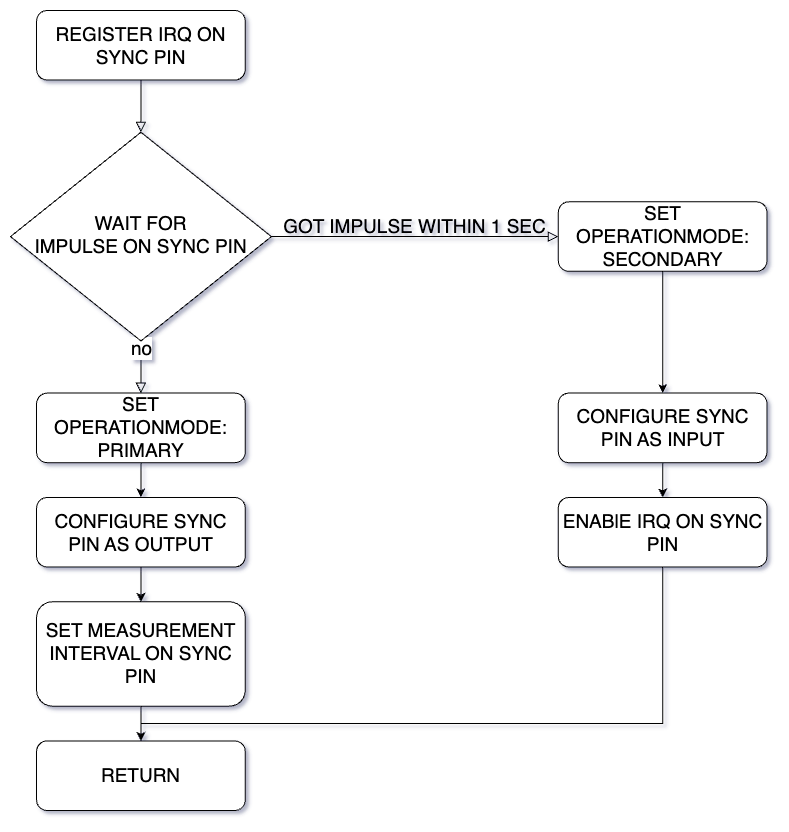 REGISTER IRQ ON
SYNC PIN
WAIT FOR
IMPULSE ON SYNC PIN
GOT IMPULSE WITHIN 1 SEC
SET
OPERATIONMODE:
SECONDARY
no
SET
OPERATIONMODE:
PRIMARY
CONFIGURE SYNC
PIN AS INPUT
CONFIGURE SYNC
PIN AS OUTPUT
ENABIE IRQ ON SYNC
PIN
SET MEASUREMENT
INTERVAL ON SYNC
PIN
RETURN